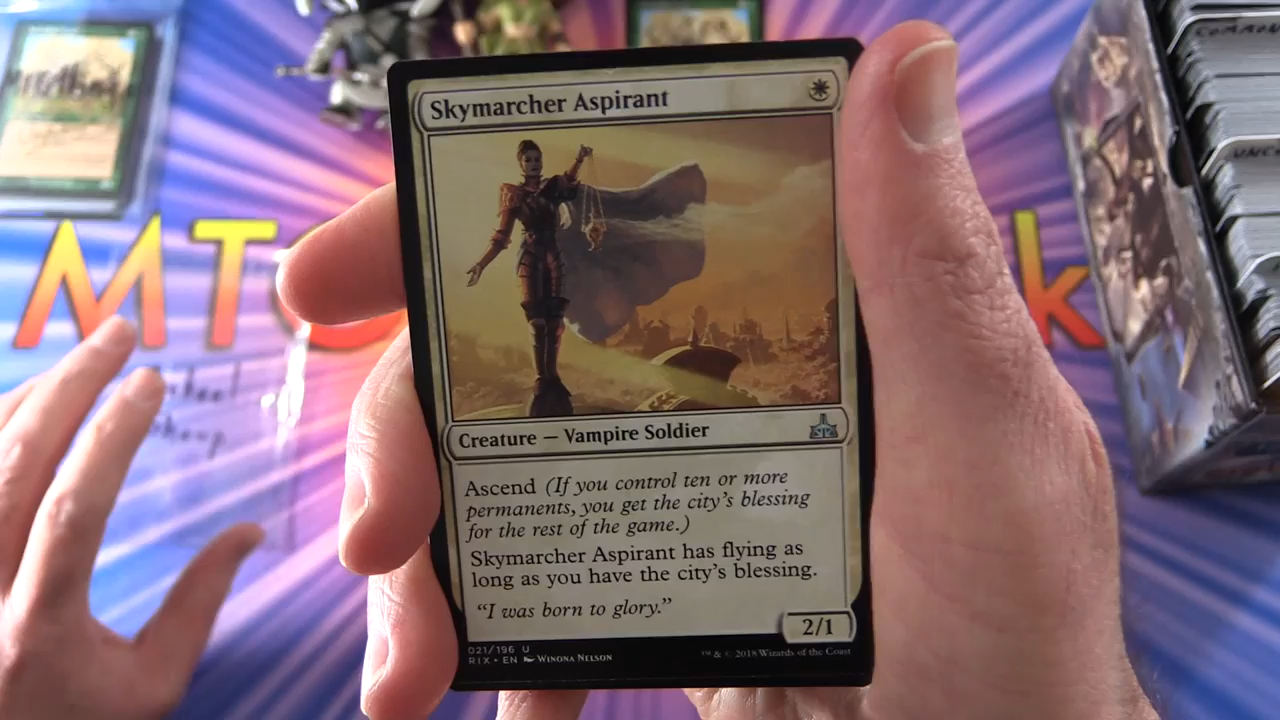 Skymarcher Aspirant
Creature — Vampire Soldier
Ascend (If you control ten or more
permanents, you get the city's blessing
for the rest of the game.)
Skymarcher Aspirant has flying as
long as you have the city's blessing.
"I was born to glory."
2/1
021/196 U
RIX • EN Winona Nelson
™ & © 2018 Wizards of the Coast
MT
k